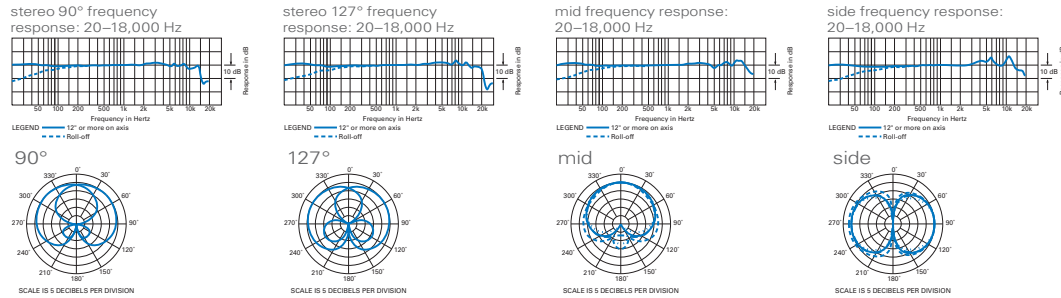 stereo 90° frequency
response: 20–18,000 Hz
10 dB
Response in dB
50 100 200 500 1k 2k 5k 10k 20k
Frequency in Hertz
LEGEND 12" or more on axis
Roll-off
stereo 127° frequency
response: 20–18,000 Hz
10 dB
Response in dB
50 100 200 500 1k 2k 5k 10k 20k
Frequency in Hertz
LEGEND 12" or more on axis
Roll-off
mid frequency response:
20–18,000 Hz
10 dB
Response in dB
50 100 200 500 1k 2k 5k 10k 20k
Frequency in Hertz
LEGEND 12" or more on axis
Roll-off
side frequency response:
20–18,000 Hz
10 dB
50 100 200 500 1k 2k 5k 10k 20k
Frequency in Hertz
LEGEND 12" or more on axis
Roll-off
90°
0°
330° 30°
300° 60°
270° 90°
240° 120°
210° 150°
180°
SCALE IS 5 DECIBELS PER DIVISION
127°
0°
330° 30°
300° 60°
270° 90°
240° 120°
210° 150°
180°
SCALE IS 5 DECIBELS PER DIVISION
mid
0°
330° 30°
300° 60°
270° 90°
240° 120°
210° 150°
180°
SCALE IS 5 DECIBELS PER DIVISION
side
0°
330° 30°
300° 60°
270° 90°
240° 120°
210° 150°
180°
SCALE IS 5 DECIBELS PER DIVISION